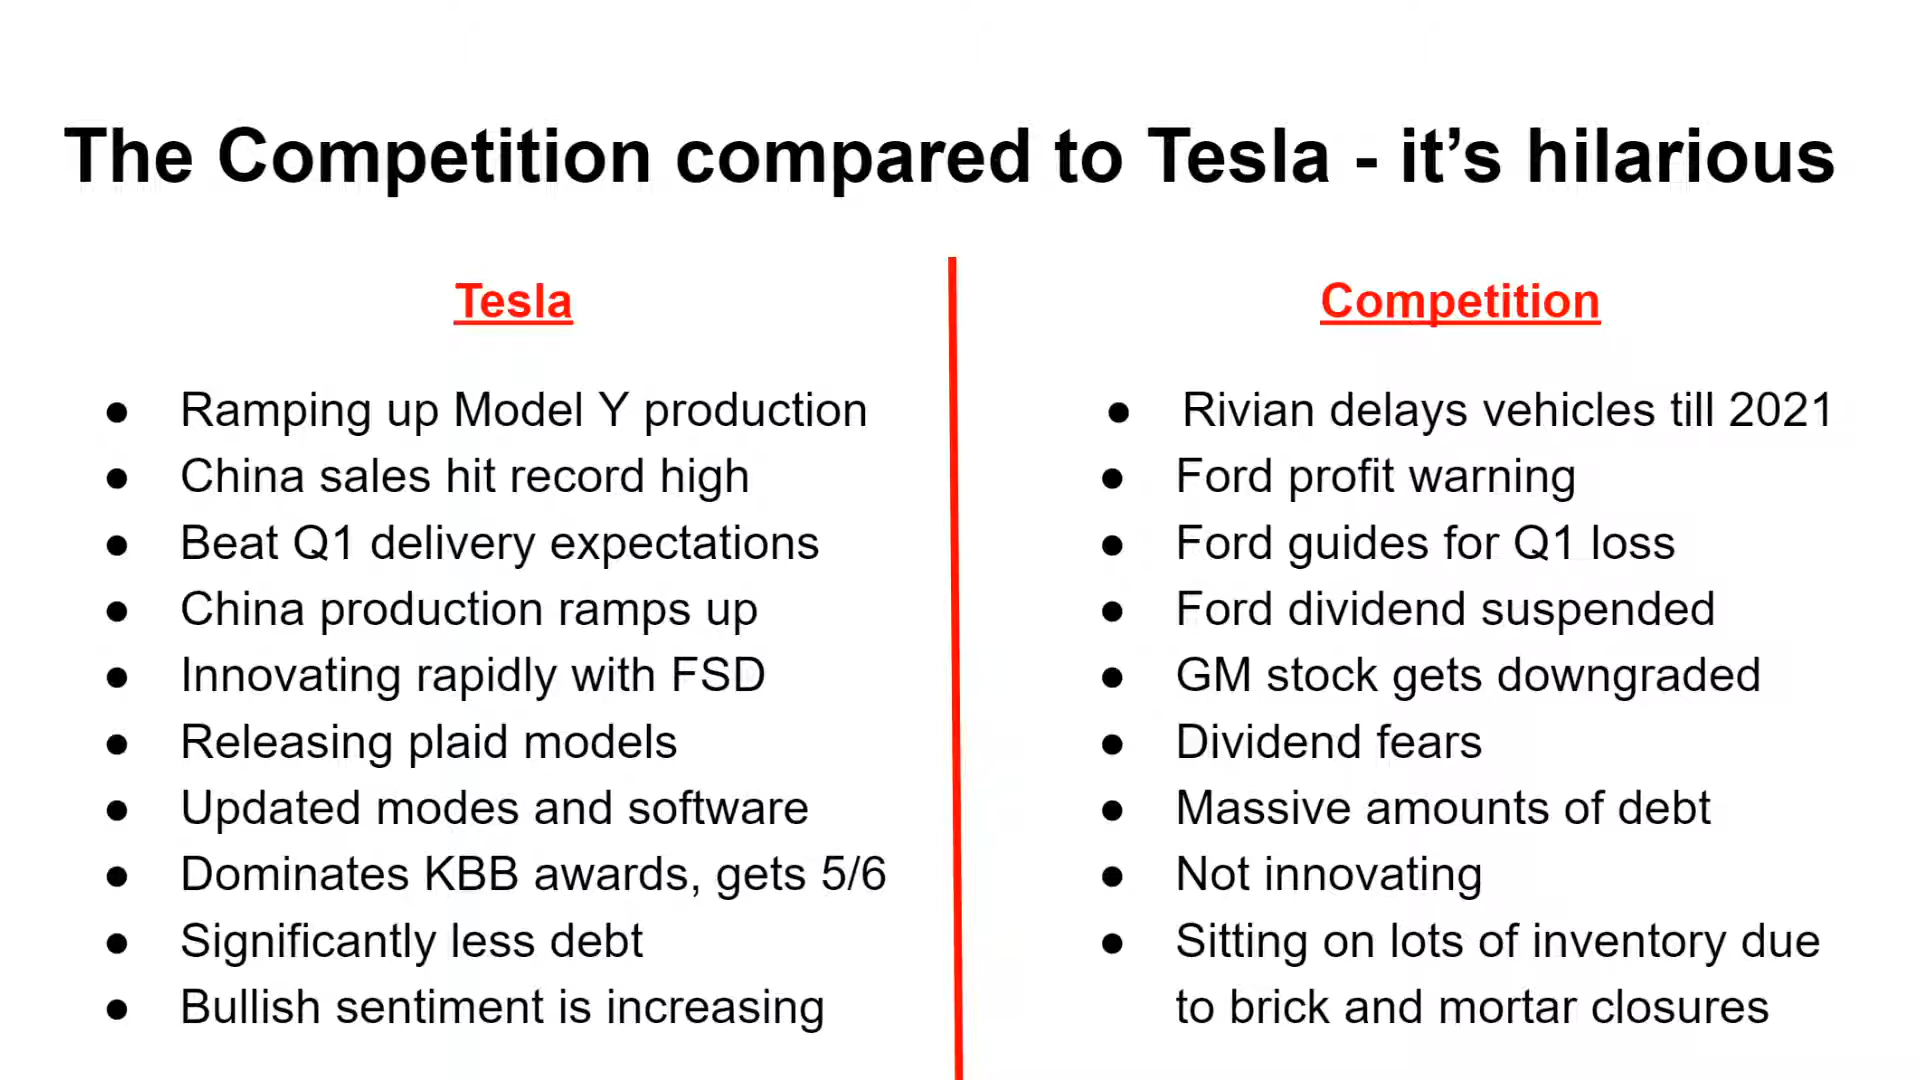 The Competition compared to Tesla - it’s hilarious
Tesla
● Ramping up Model Y production
● China sales hit record high
● Beat Q1 delivery expectations
● China production ramps up
● Innovating rapidly with FSD
● Releasing plaid models
● Updated modes and software
● Dominates KBB awards, gets 5/6
● Significantly less debt
● Bullish sentiment is increasing
Competition
● Rivian delays vehicles till 2021
● Ford profit warning
● Ford guides for Q1 loss
● Ford dividend suspended
● GM stock gets downgraded
● Dividend fears
● Massive amounts of debt
● Not innovating
● Sitting on lots of inventory due
to brick and mortar closures